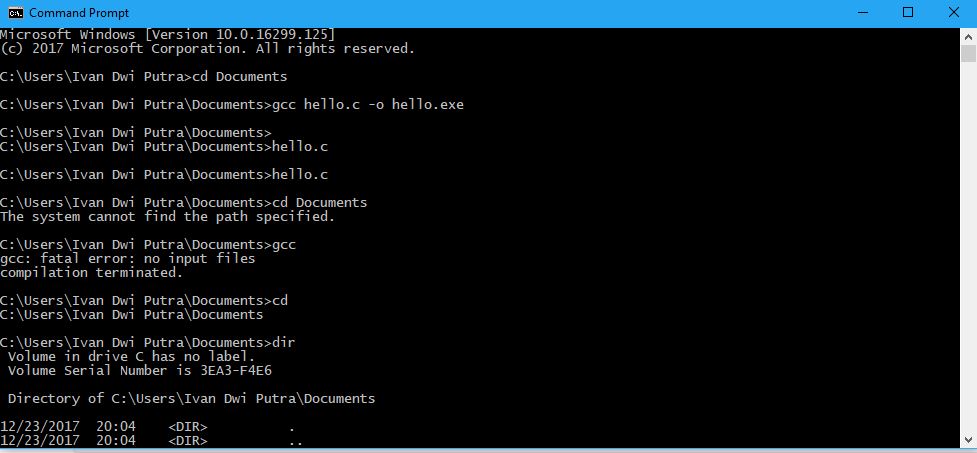 Command Prompt
Microsoft Windows [Version 10.0.16299.125]
(c) 2017 Microsoft Corporation. All rights reserved.
C:\Users\Ivan Dwi Putra>cd Documents
C:\Users\Ivan Dwi Putra\Documents>gcc hello.c -o hello.exe
C:\Users\Ivan Dwi Putra\Documents>
C:\Users\Ivan Dwi Putra\Documents>hello.c
C:\Users\Ivan Dwi Putra\Documents>hello.c
C:\Users\Ivan Dwi Putra\Documents>cd Documents
The system cannot find the path specified.
C:\Users\Ivan Dwi Putra\Documents>gcc
gcc: fatal error: no input files
compilation terminated.
C:\Users\Ivan Dwi Putra\Documents>cd
C:\Users\Ivan Dwi Putra\Documents
C:\Users\Ivan Dwi Putra\Documents>dir
 Volume in drive C has no label.
 Volume Serial Number is 3EA3-F4E6
 Directory of C:\Users\Ivan Dwi Putra\Documents
12/23/2017  20:04    <DIR>          .
12/23/2017  20:04    <DIR>          ..